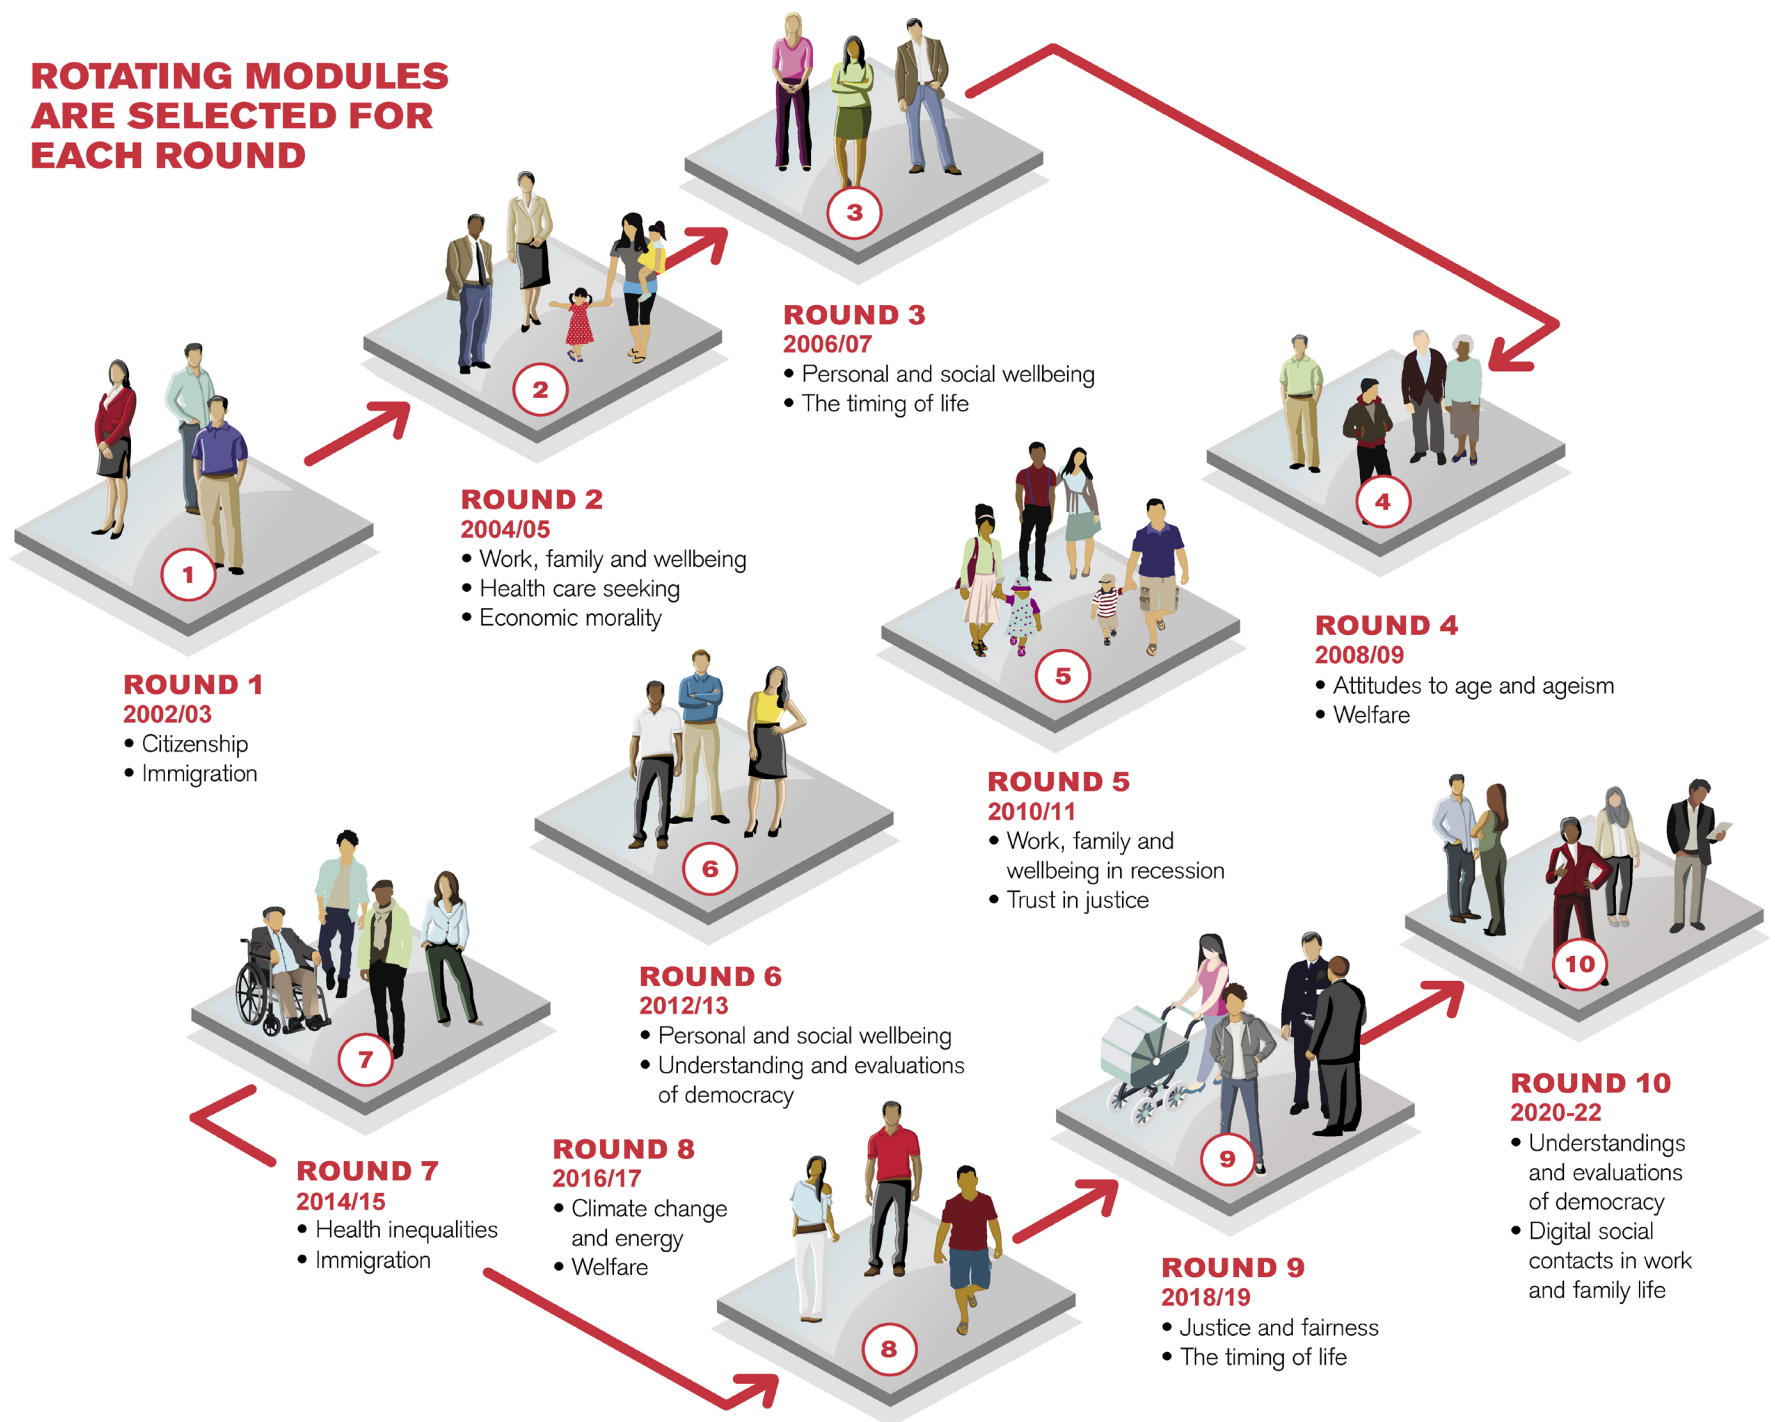 ROTATING MODULES
ARE SELECTED FOR
EACH ROUND
1
ROUND 1
2002/03
• Citizenship
• Immigration
2
ROUND 2
2004/05
• Work, family and wellbeing
• Health care seeking
• Economic morality
3
ROUND 3
2006/07
• Personal and social wellbeing
• The timing of life
4
ROUND 4
2008/09
• Attitudes to age and ageism
• Welfare
5
ROUND 5
2010/11
• Work, family and
wellbeing in recession
• Trust in justice
6
ROUND 6
2012/13
• Personal and social wellbeing
• Understanding and evaluations
of democracy
7
ROUND 7
2014/15
• Health inequalities
• Immigration
8
ROUND 8
2016/17
• Climate change
and energy
• Welfare
9
ROUND 9
2018/19
• Justice and fairness
• The timing of life
10
ROUND 10
2020-22
• Understandings
and evaluations
of democracy
• Digital social
contacts in work
and family life